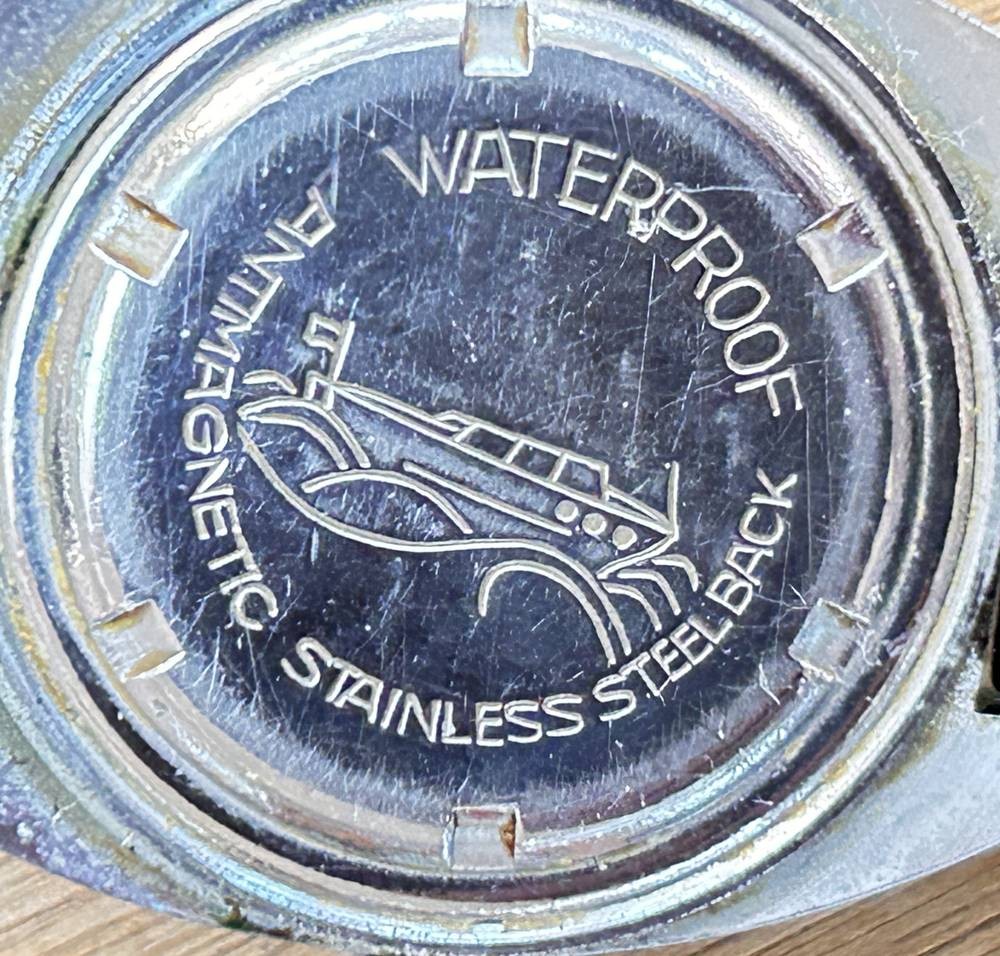 WATERPROOF
STAINLESS STEEL BACK
ANTIMAGNETIC